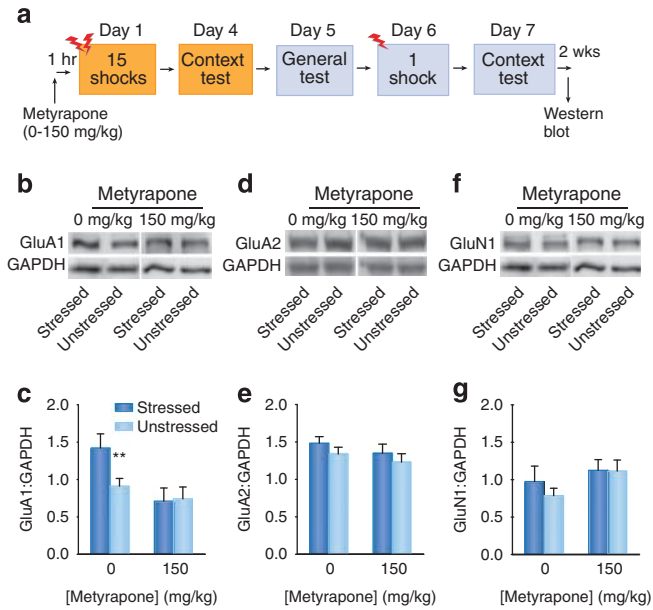 a
Day 1 Day 4 Day 5 Day 6 Day 7
1 hr
15 shocks
Context test
General test
1 shock
Context test
2 wks
Metyrapone
(0-150 mg/kg)
Western
blot
b
Metyrapone
0 mg/kg 150 mg/kg
GluA1
GAPDH
Stressed
Unstressed
Stressed
Unstressed
d
Metyrapone
0 mg/kg 150 mg/kg
GluA2
GAPDH
Stressed
Unstressed
Stressed
Unstressed
f
Metyrapone
0 mg/kg 150 mg/kg
GluN1
GAPDH
Stressed
Unstressed
Stressed
Unstressed
c
GluA1:GAPDH
2.0
1.5
1.0
0.5
0.0
Stressed
Unstressed
**
0 150
[Metyrapone] (mg/kg)
e
GluA2:GAPDH
2.0
1.5
1.0
0.5
0.0
0 150
[Metyrapone] (mg/kg)
g
GluN1:GAPDH
2.0
1.5
1.0
0.5
0.0
0 150
[Metyrapone] (mg/kg)